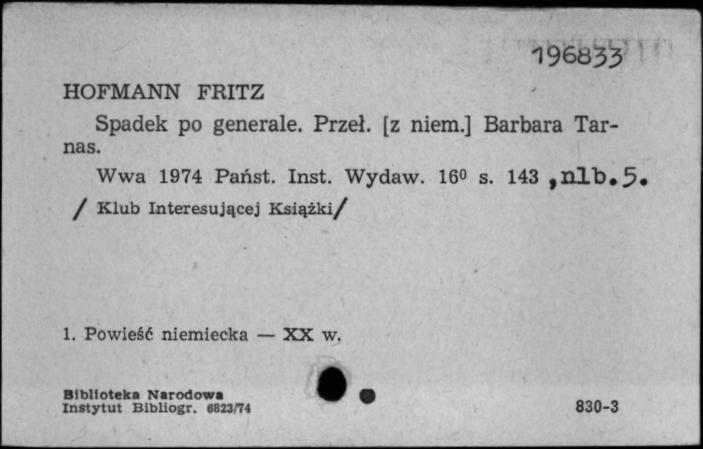 196833
HOFMANN FRITZ
Spadek po generale. Przeł. [z niem.] Barbara Tar-
nas.
Wwa 1974 Państ. Inst. Wydaw. 16⁰ s. 143 ,nlb.5.
/ Klub Interesującej Książki/
1. Powieść niemiecka — XX w.
Biblioteka Narodowa
Instytut Bibliogr. 6823/74
830-3